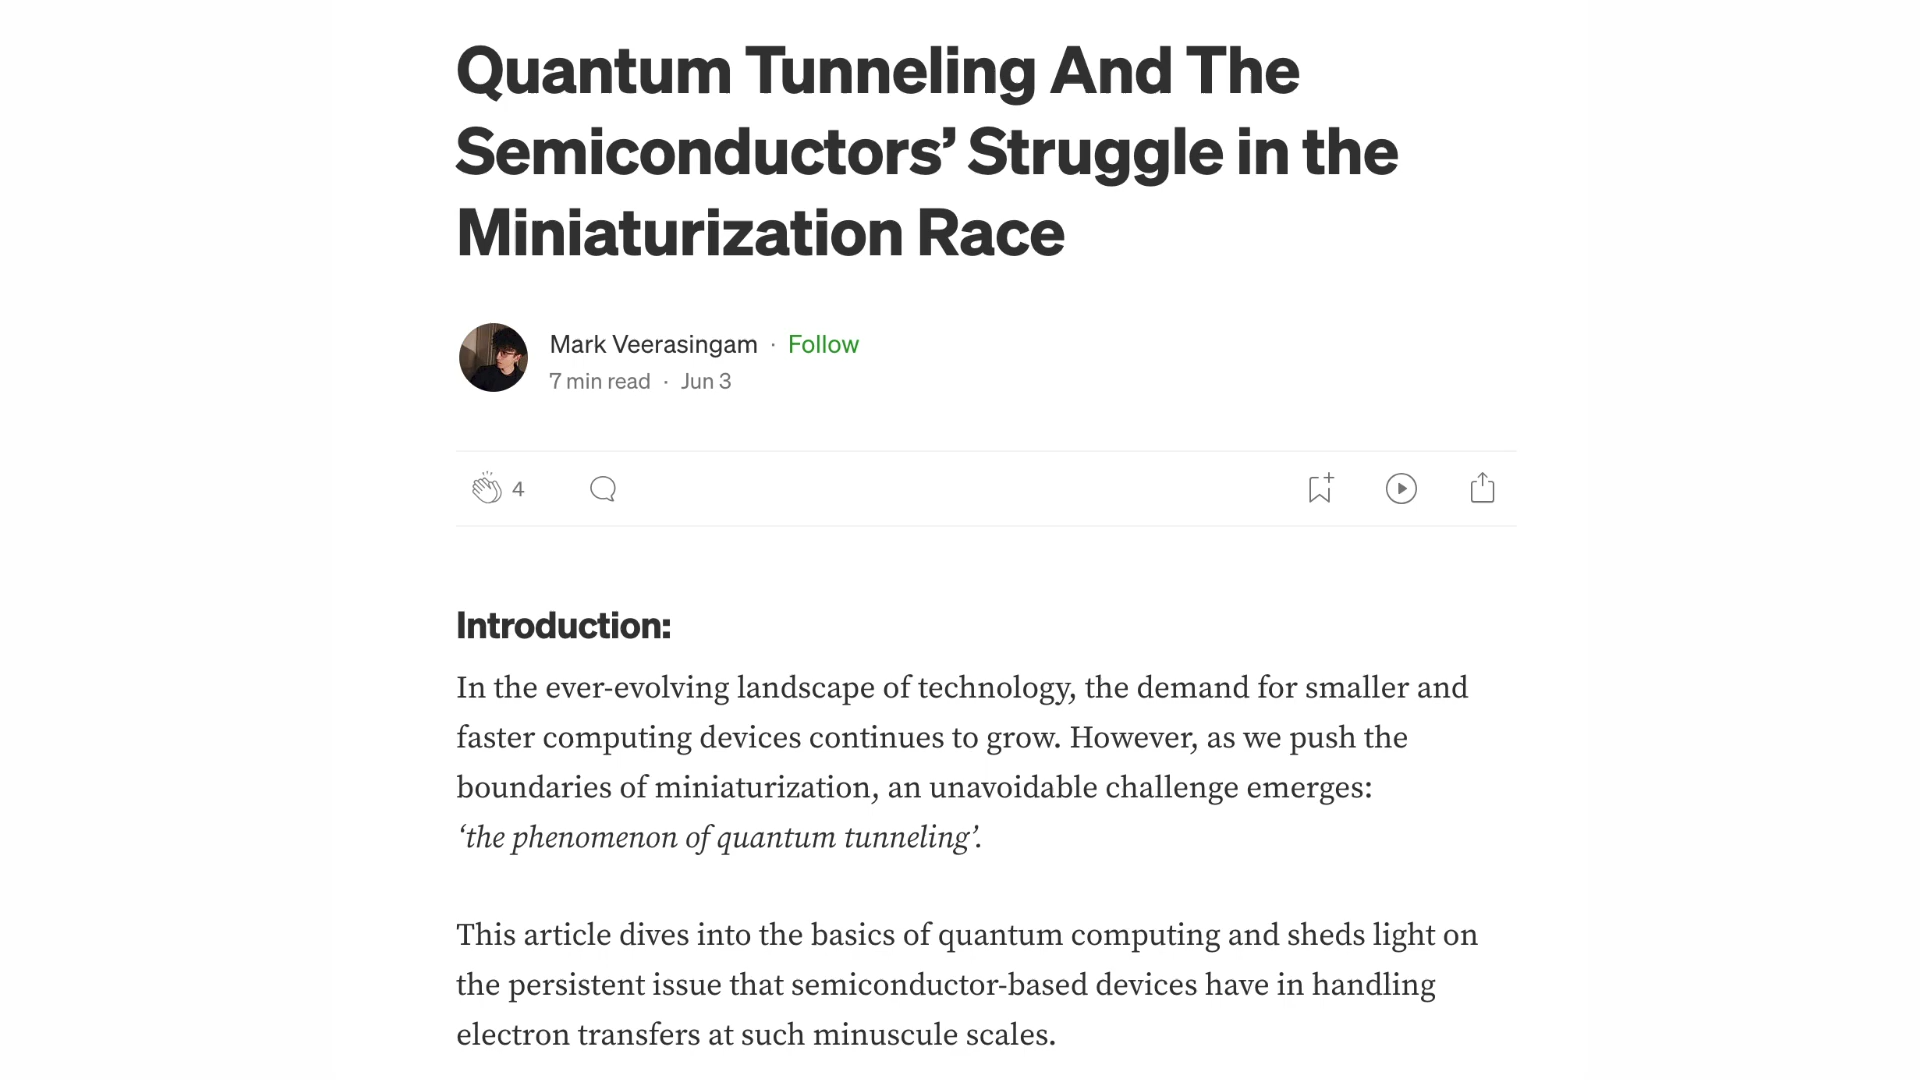 Quantum Tunneling And The
Semiconductors’ Struggle in the
Miniaturization Race
Mark Veerasingam · Follow
7 min read · Jun 3
4
Introduction:
In the ever-evolving landscape of technology, the demand for smaller and
faster computing devices continues to grow. However, as we push the
boundaries of miniaturization, an unavoidable challenge emerges:
‘the phenomenon of quantum tunneling’.
This article dives into the basics of quantum computing and sheds light on
the persistent issue that semiconductor-based devices have in handling
electron transfers at such minuscule scales.